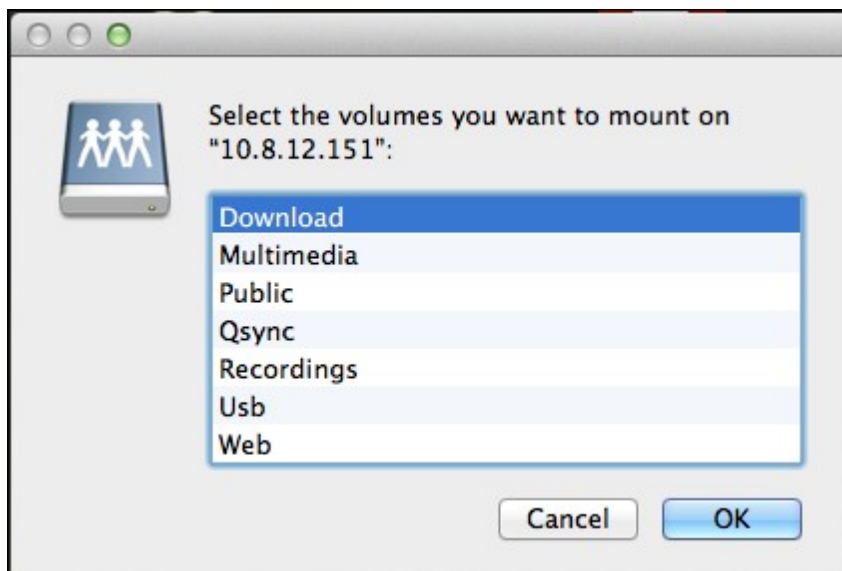 Select the volumes you want to mount on
“10.8.12.151”:
Download
Multimedia
Public
Qsync
Recordings
Usb
Web
Cancel
OK